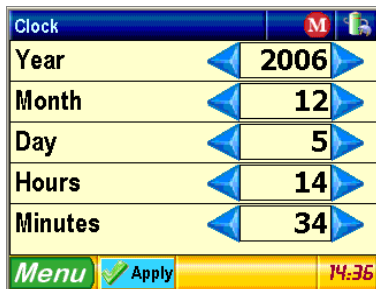 Clock M
Year 2006
Month 12
Day 5
Hours 14
Minutes 34
Menu Apply 14:36